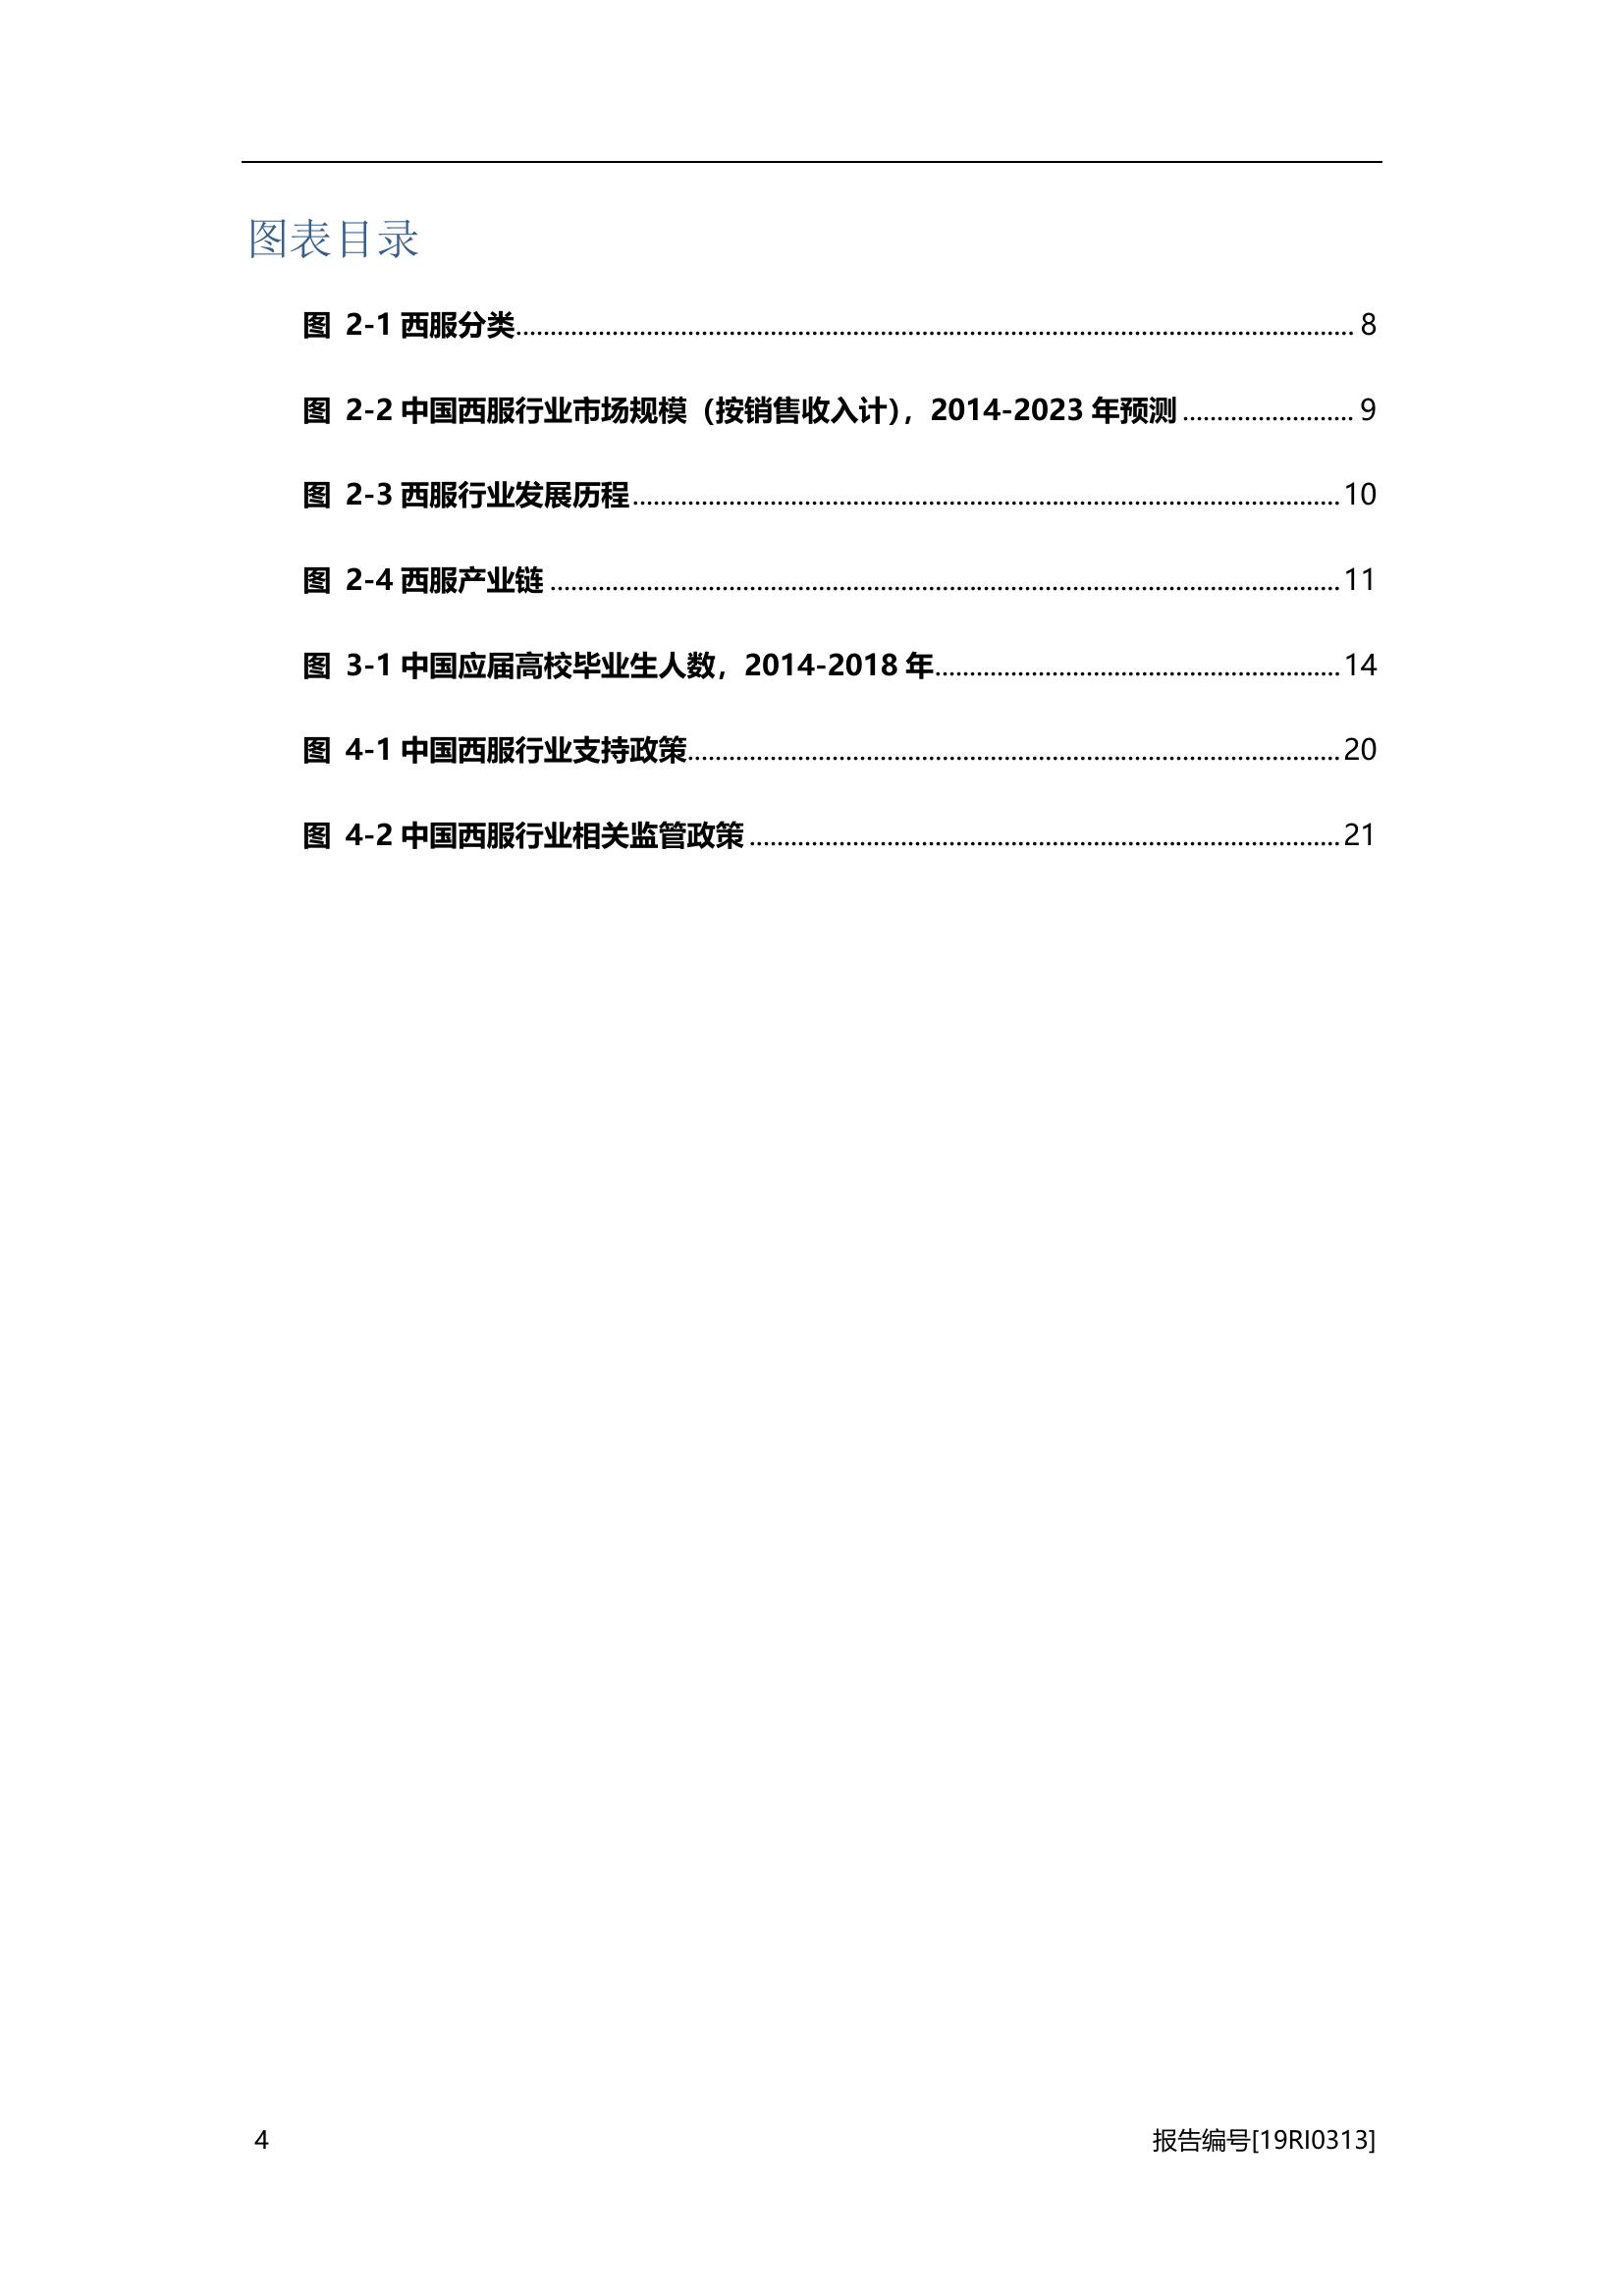 图表目录
图 2-1 西服分类........................................ 8
图 2-2 中国西服行业市场规模（按销售收入计），2014-2023 年预测........................................ 9
图 2-3 西服行业发展历程........................................ 10
图 2-4 西服产业链........................................ 11
图 3-1 中国应届高校毕业生人数，2014-2018 年........................................ 14
图 4-1 中国西服行业支持政策........................................ 20
图 4-2 中国西服行业相关监管政策........................................ 21
4 报告编号[19RI0313]